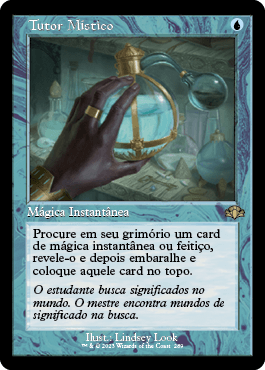 Tutor Místico
Mágica Instantânea
Procure em seu grimório um card
de mágica instantânea ou feitiço,
revele-o e depois embaralhe e
coloque aquele card no topo.
O estudante busca significados no
mundo. O mestre encontra mundos de
significado na busca.
Ilust.: Lindsey Look
™ & © 2023 Wizards of the Coast 269